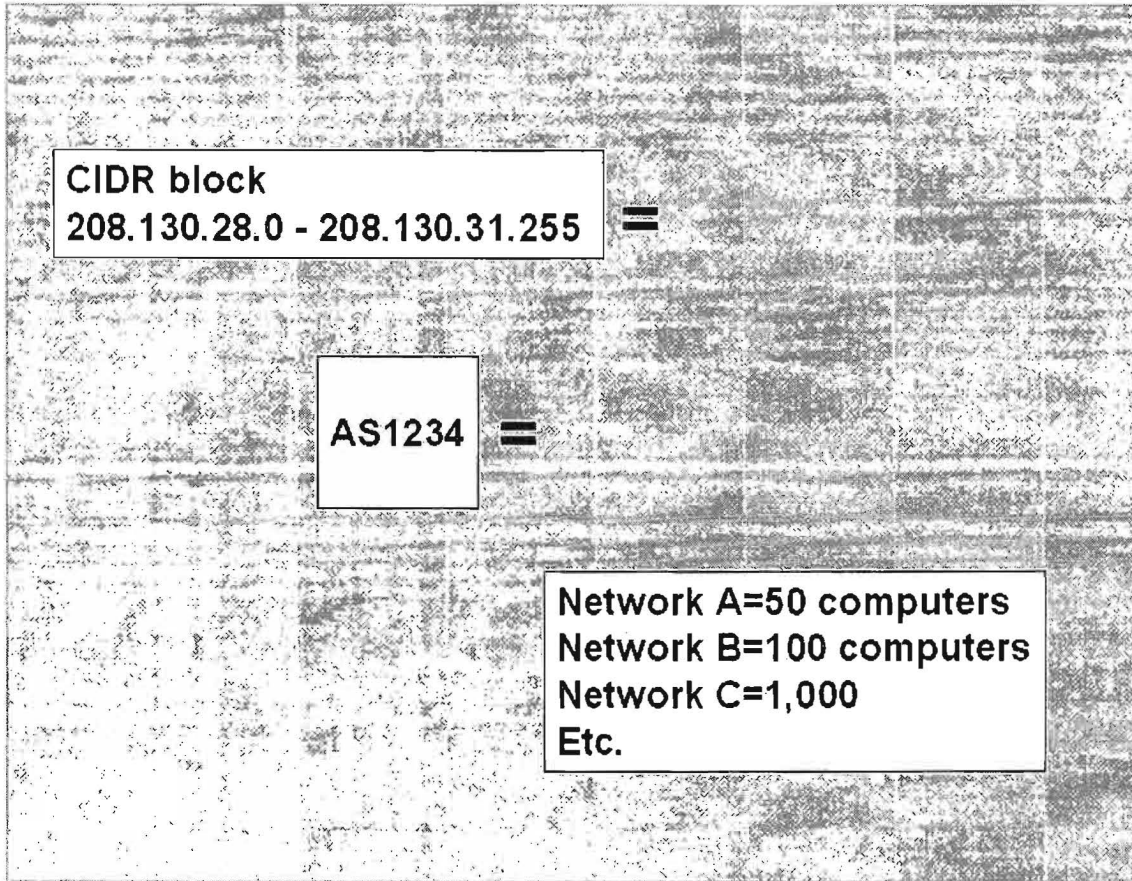 CIDR block
208.130.28.0 - 208.130.31.255 =
AS1234 =
Network A=50 computers
Network B=100 computers
Network C=1,000
Etc.